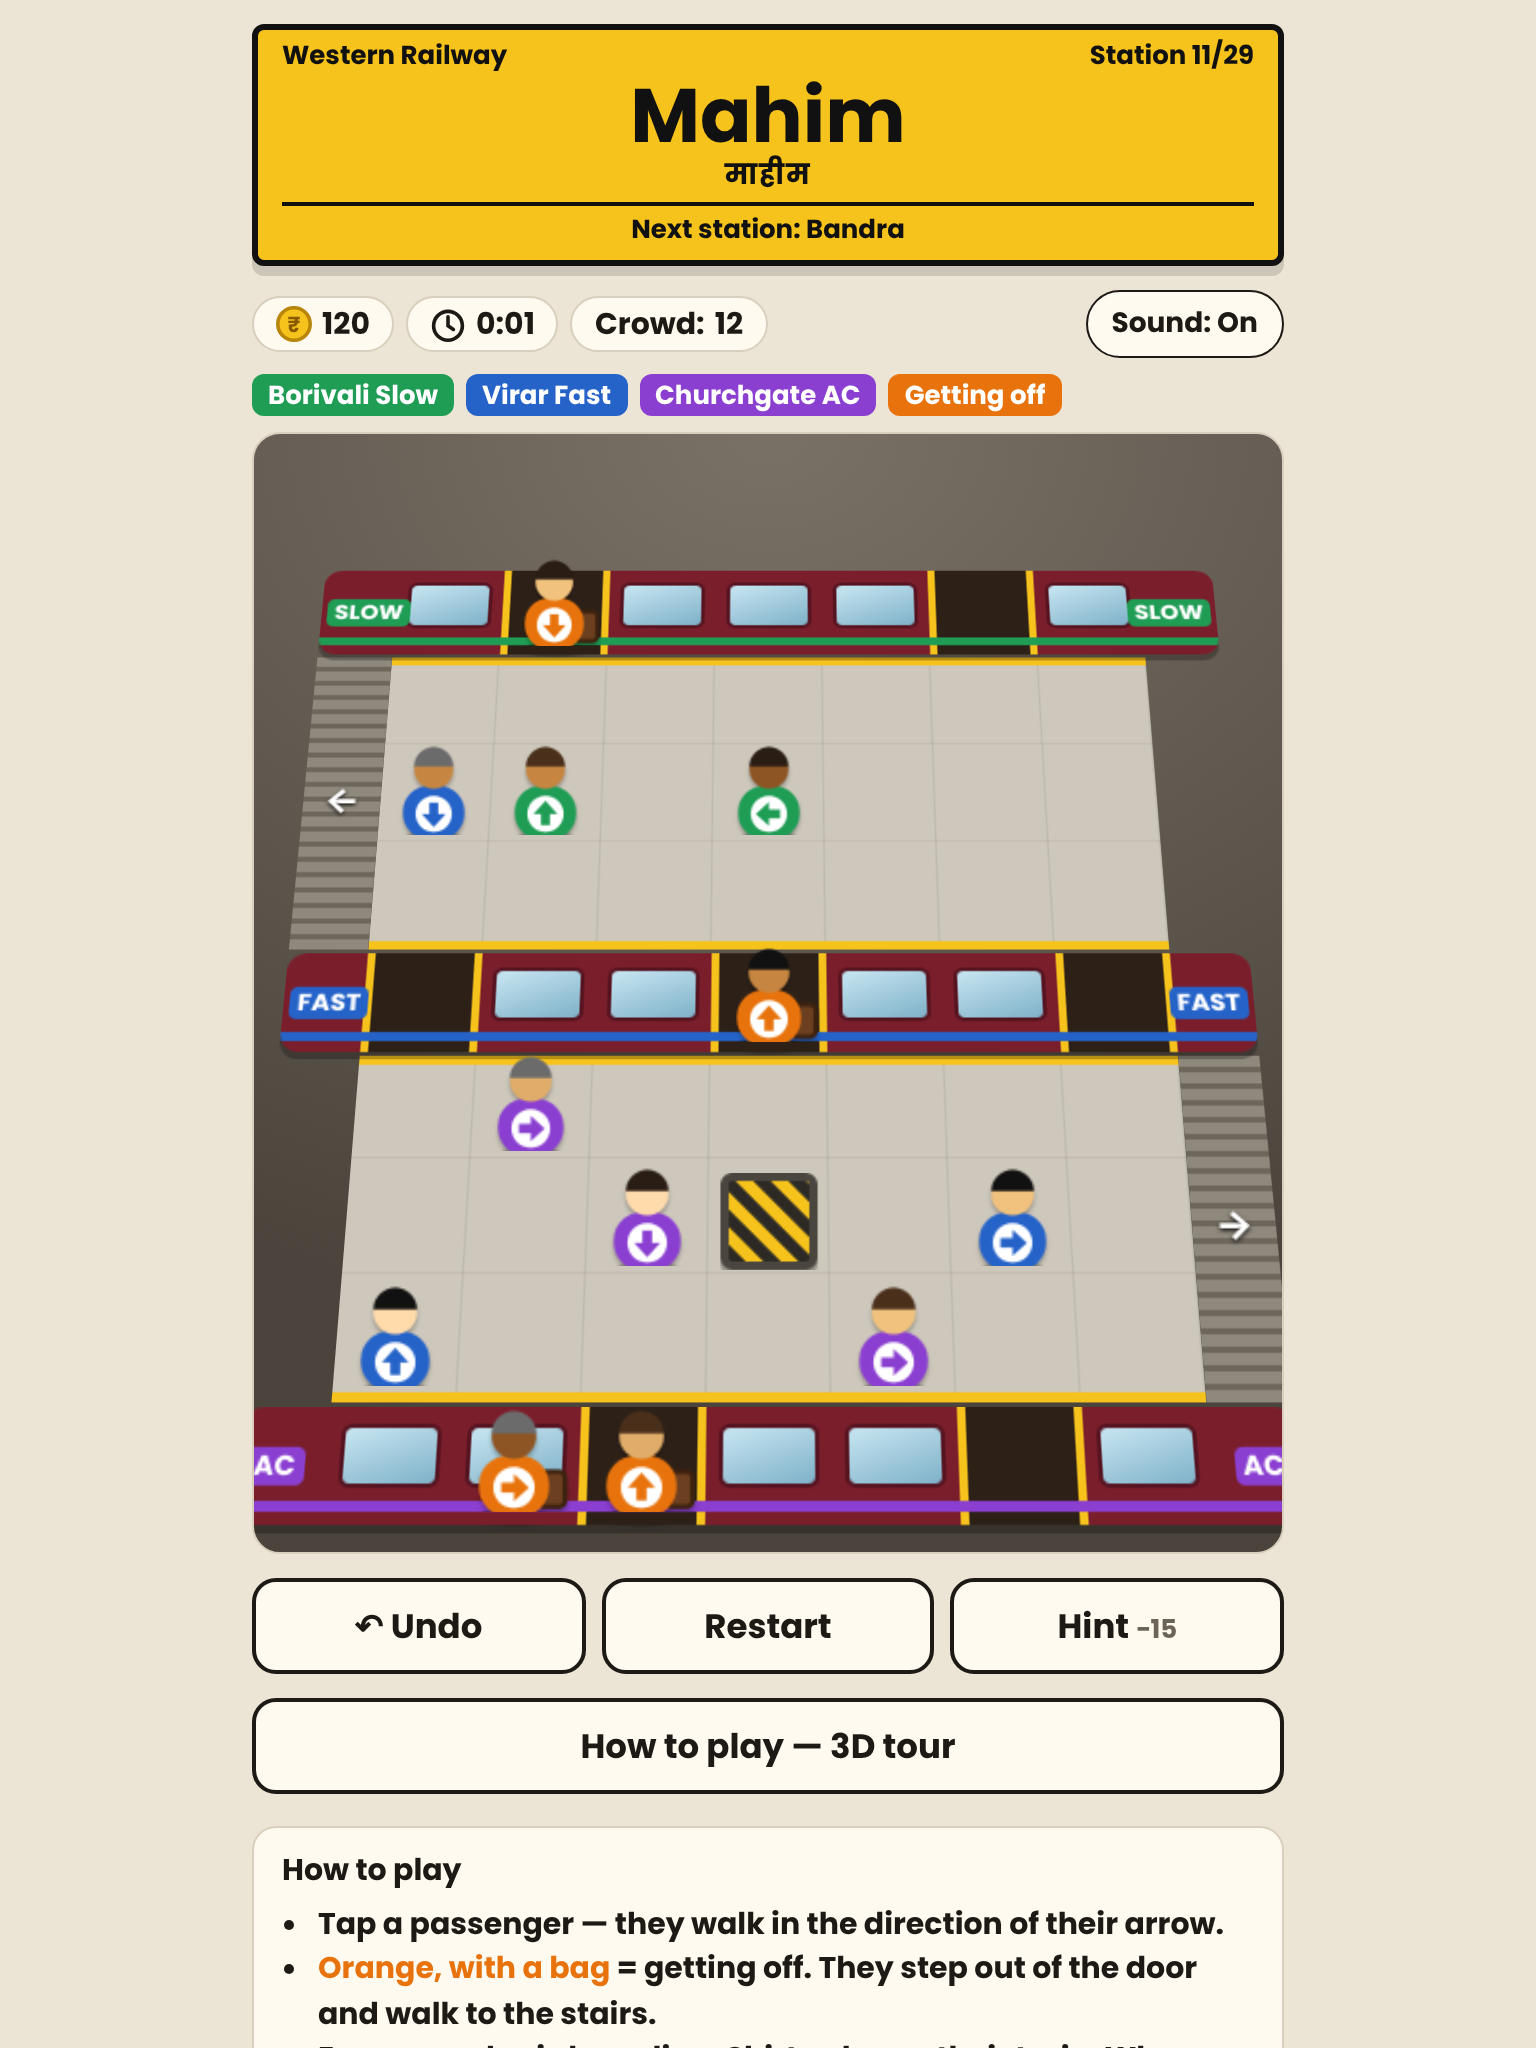 Western Railway
Station 11/29
Mahim
माहीम
Next station: Bandra
₹ 120
0:01
Crowd: 12
Sound: On
Borivali Slow
Virar Fast
Churchgate AC
Getting off
SLOW
SLOW
FAST
FAST
AC
AC
↶ Undo
Restart
Hint -15
How to play — 3D tour
How to play
• Tap a passenger — they walk in the direction of their arrow.
• Orange, with a bag = getting off. They step out of the door
and walk to the stairs.